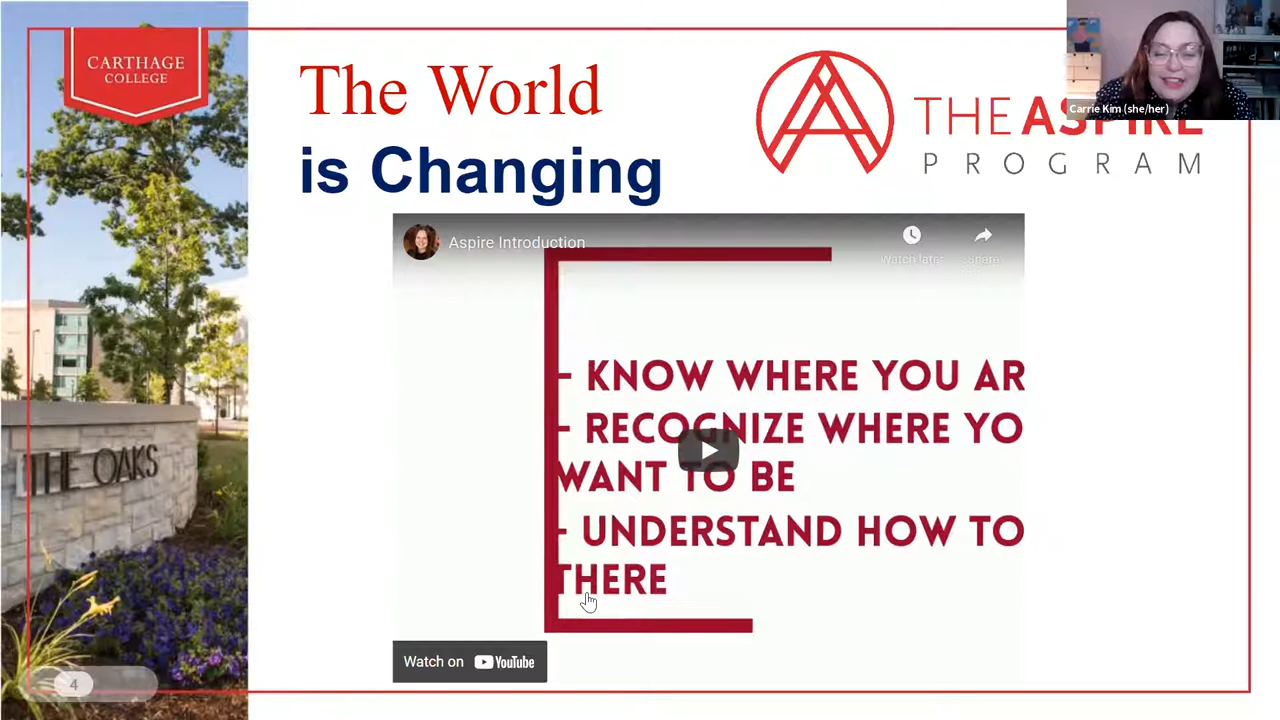 CARTHAGE
COLLEGE
The World
is Changing
THE ASPIRE
PROGRAM
Carrie Kim (she/her)
Aspire Introduction
Watch later
Share
- KNOW WHERE YOU AR
- RECOGNIZE WHERE YO
WANT TO BE
- UNDERSTAND HOW TO
THERE
THE OAKS
Watch on YouTube
4